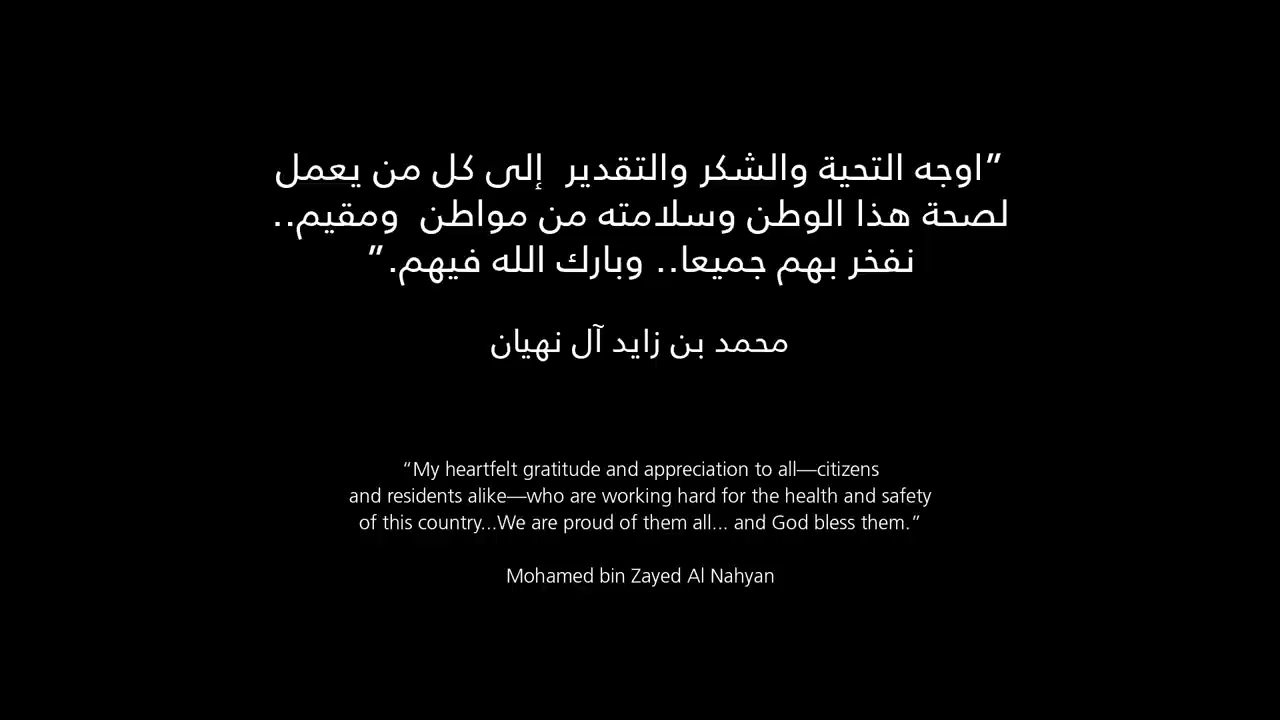 ”اوجه التحية والشكر والتقدير إلى كل من يعمل
لصحة هذا الوطن وسلامته من مواطن ومقيم..
نفخر بهم جميعا.. وبارك الله فيهم.”
محمد بن زايد آل نهيان
“My heartfelt gratitude and appreciation to all—citizens
and residents alike—who are working hard for the health and safety
of this country...We are proud of them all... and God bless them.”
Mohamed bin Zayed Al Nahyan